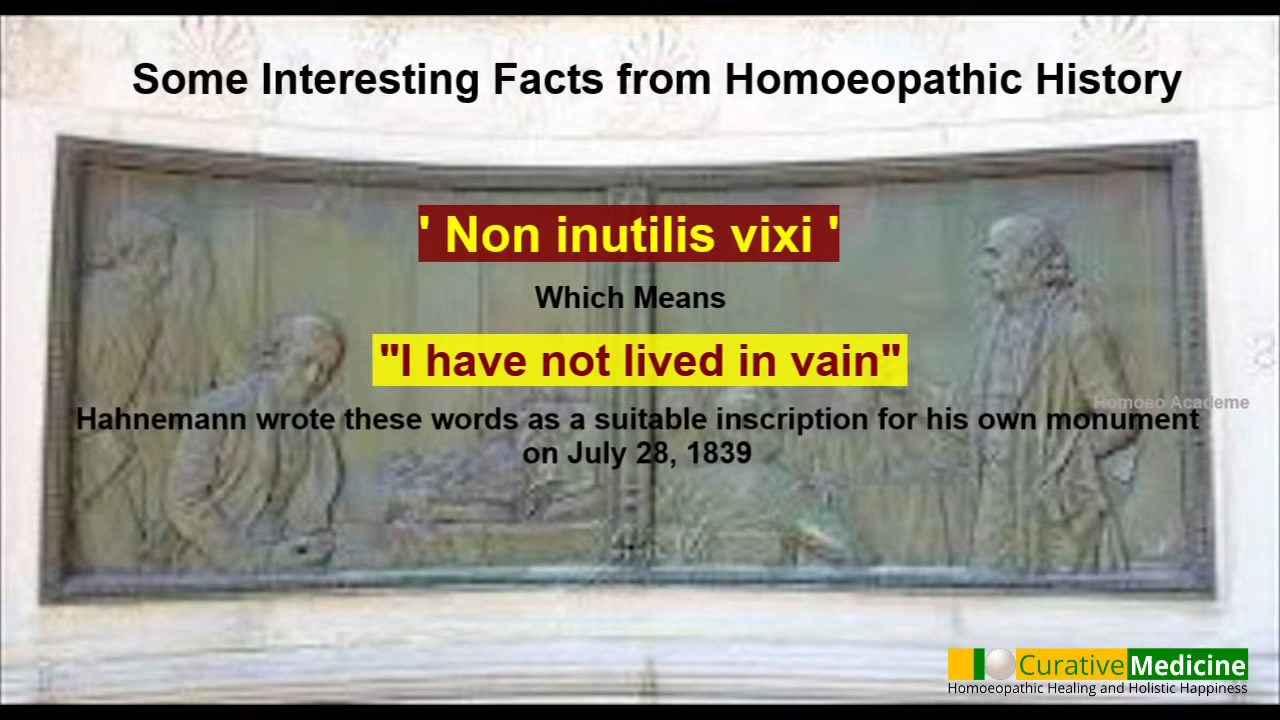 Some Interesting Facts from Homoeopathic History
' Non inutilis vixi '
Which Means
"I have not lived in vain"
Homoeo Academe
Hahnemann wrote these words as a suitable inscription for his own monument
on July 28, 1839
CurativeMedicine
Homoeopathic Healing and Holistic Happiness